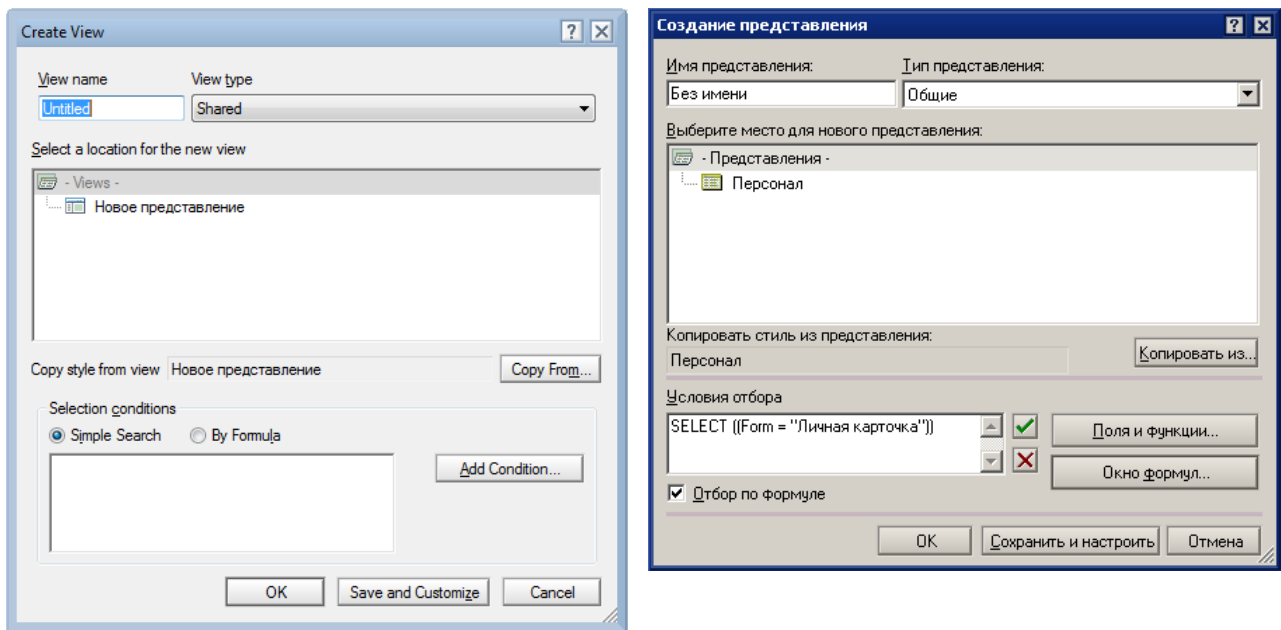 Create View
View name
View type
Untitled
Shared
Select a location for the new view
- Views -
Новое представление
Copy style from view
Новое представление
Copy From...
Selection conditions
Simple Search
By Formula
Add Condition...
OK
Save and Customize
Cancel
Создание представления
Имя представления:
Тип представления:
Без имени
Общие
Выберите место для нового представления:
- Представления -
Персонал
Копировать стиль из представления:
Персонал
Копировать из...
Условия отбора
SELECT ((Form = "Личная карточка"))
Поля и функции...
Окно формул...
Отбор по формуле
OK
Сохранить и настроить
Отмена